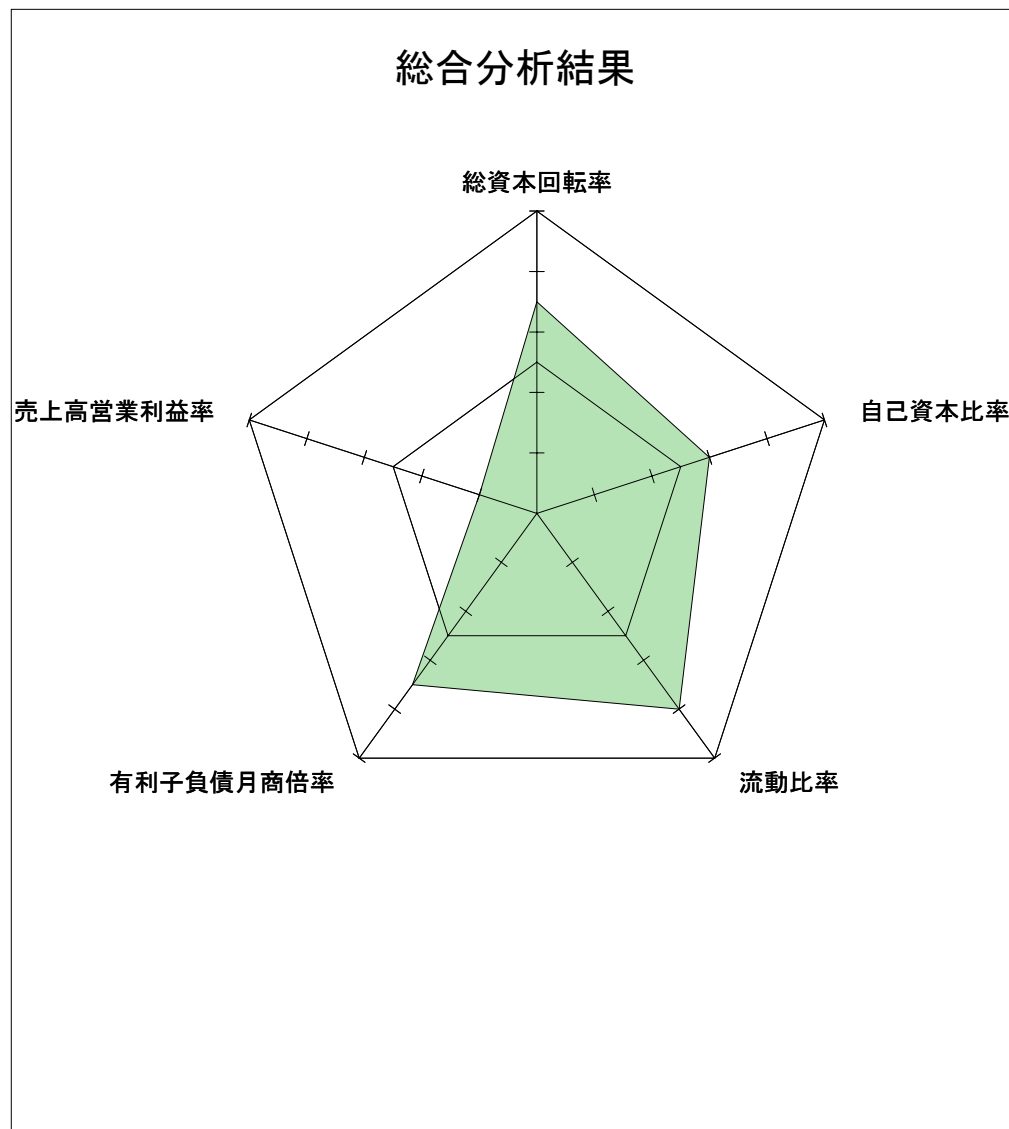 総合分析結果
総資本回転率
売上高営業利益率
自己資本比率
有利子負債月商倍率
流動比率